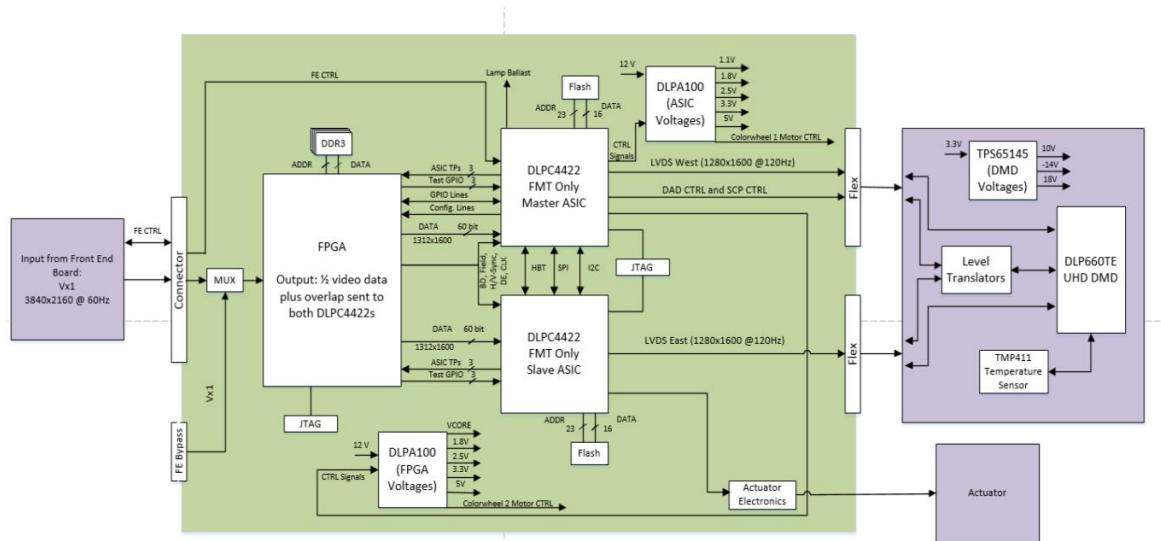 FE CTRL
Lamp Ballast
Flash
ADDR
DATA
23
16
12 V
DLPA100
(ASIC
Voltages)
1.1V
1.8V
2.5V
3.3V
5V
Colorwheel 1 Motor CTRL
CTRL
Signals
DDR3
ADDR
DATA
ASIC TPs
3
Test GPIO
3
GPIO Lines
Config. Lines
DATA
60 bit
1312x1600
DLPC4422
FMT Only
Master ASIC
LVDS West (1280x1600 @120Hz)
DAD CTRL and SCP CTRL
Flex
3.3V
TPS65145
(DMD
Voltages)
10V
-14V
18V
FE CTRL
Input from Front End
Board:
Vx1
3840x2160 @ 60Hz
Connector
MUX
FPGA
Output: ½ video data
plus overlap sent to
both DLPC4422s
BD, Field,
H/V-Sync,
DE, CLK
HBT
SPI
I2C
JTAG
Level
Translators
DLP660TE
UHD DMD
DATA
60 bit
1312x1600
ASIC TPs
3
Test GPIO
3
DLPC4422
FMT Only
Slave ASIC
LVDS East (1280x1600 @120Hz)
Flex
TMP411
Temperature
Sensor
Vx1
FE Bypass
JTAG
ADDR
DATA
23
16
Flash
12 V
CTRL Signals
DLPA100
(FPGA
Voltages)
VCORE
1.8V
2.5V
3.3V
5V
Colorwheel 2 Motor CTRL
Actuator
Electronics
Actuator